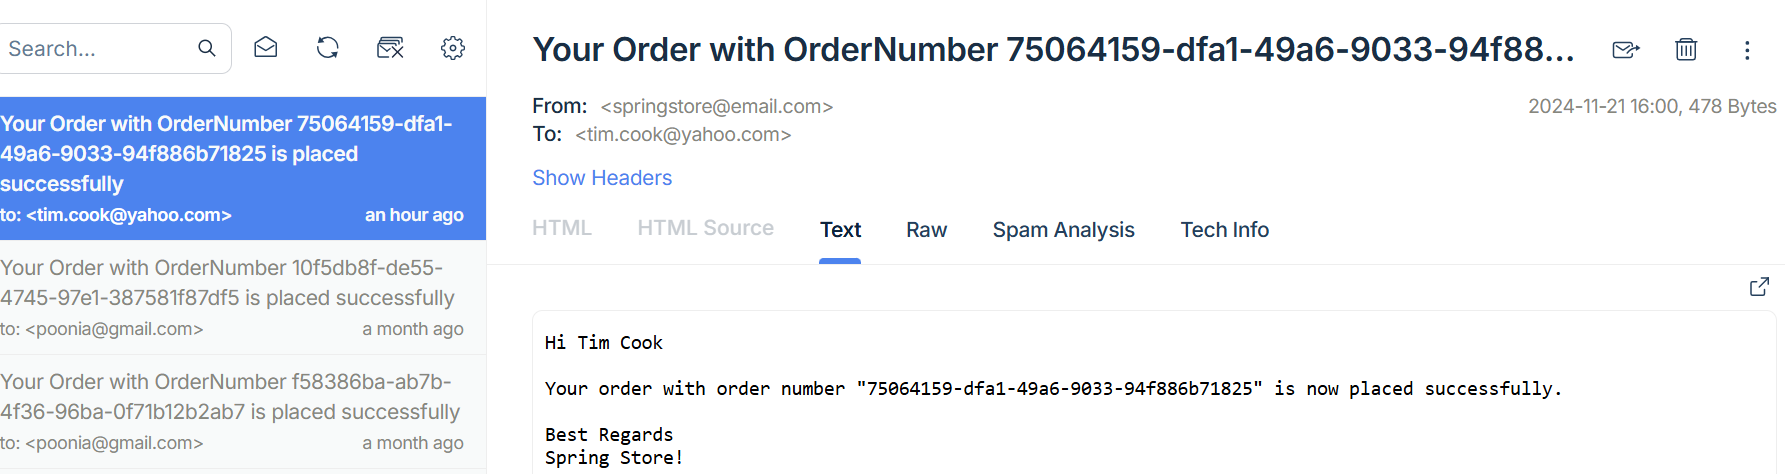 Search...
Your Order with OrderNumber 75064159-dfa1-
49a6-9033-94f886b71825 is placed
successfully
to: <tim.cook@yahoo.com> an hour ago
Your Order with OrderNumber 10f5db8f-de55-
4745-97e1-387581f87df5 is placed successfully
to: <poonia@gmail.com> a month ago
Your Order with OrderNumber f58386ba-ab7b-
4f36-96ba-0f71b12b2ab7 is placed successfully
to: <poonia@gmail.com> a month ago
Your Order with OrderNumber 75064159-dfa1-49a6-9033-94f88...
From: <springstore@email.com> 2024-11-21 16:00, 478 Bytes
To: <tim.cook@yahoo.com>
Show Headers
HTML HTML Source Text Raw Spam Analysis Tech Info
Hi Tim Cook
Your order with order number "75064159-dfa1-49a6-9033-94f886b71825" is now placed successfully.
Best Regards
Spring Store!